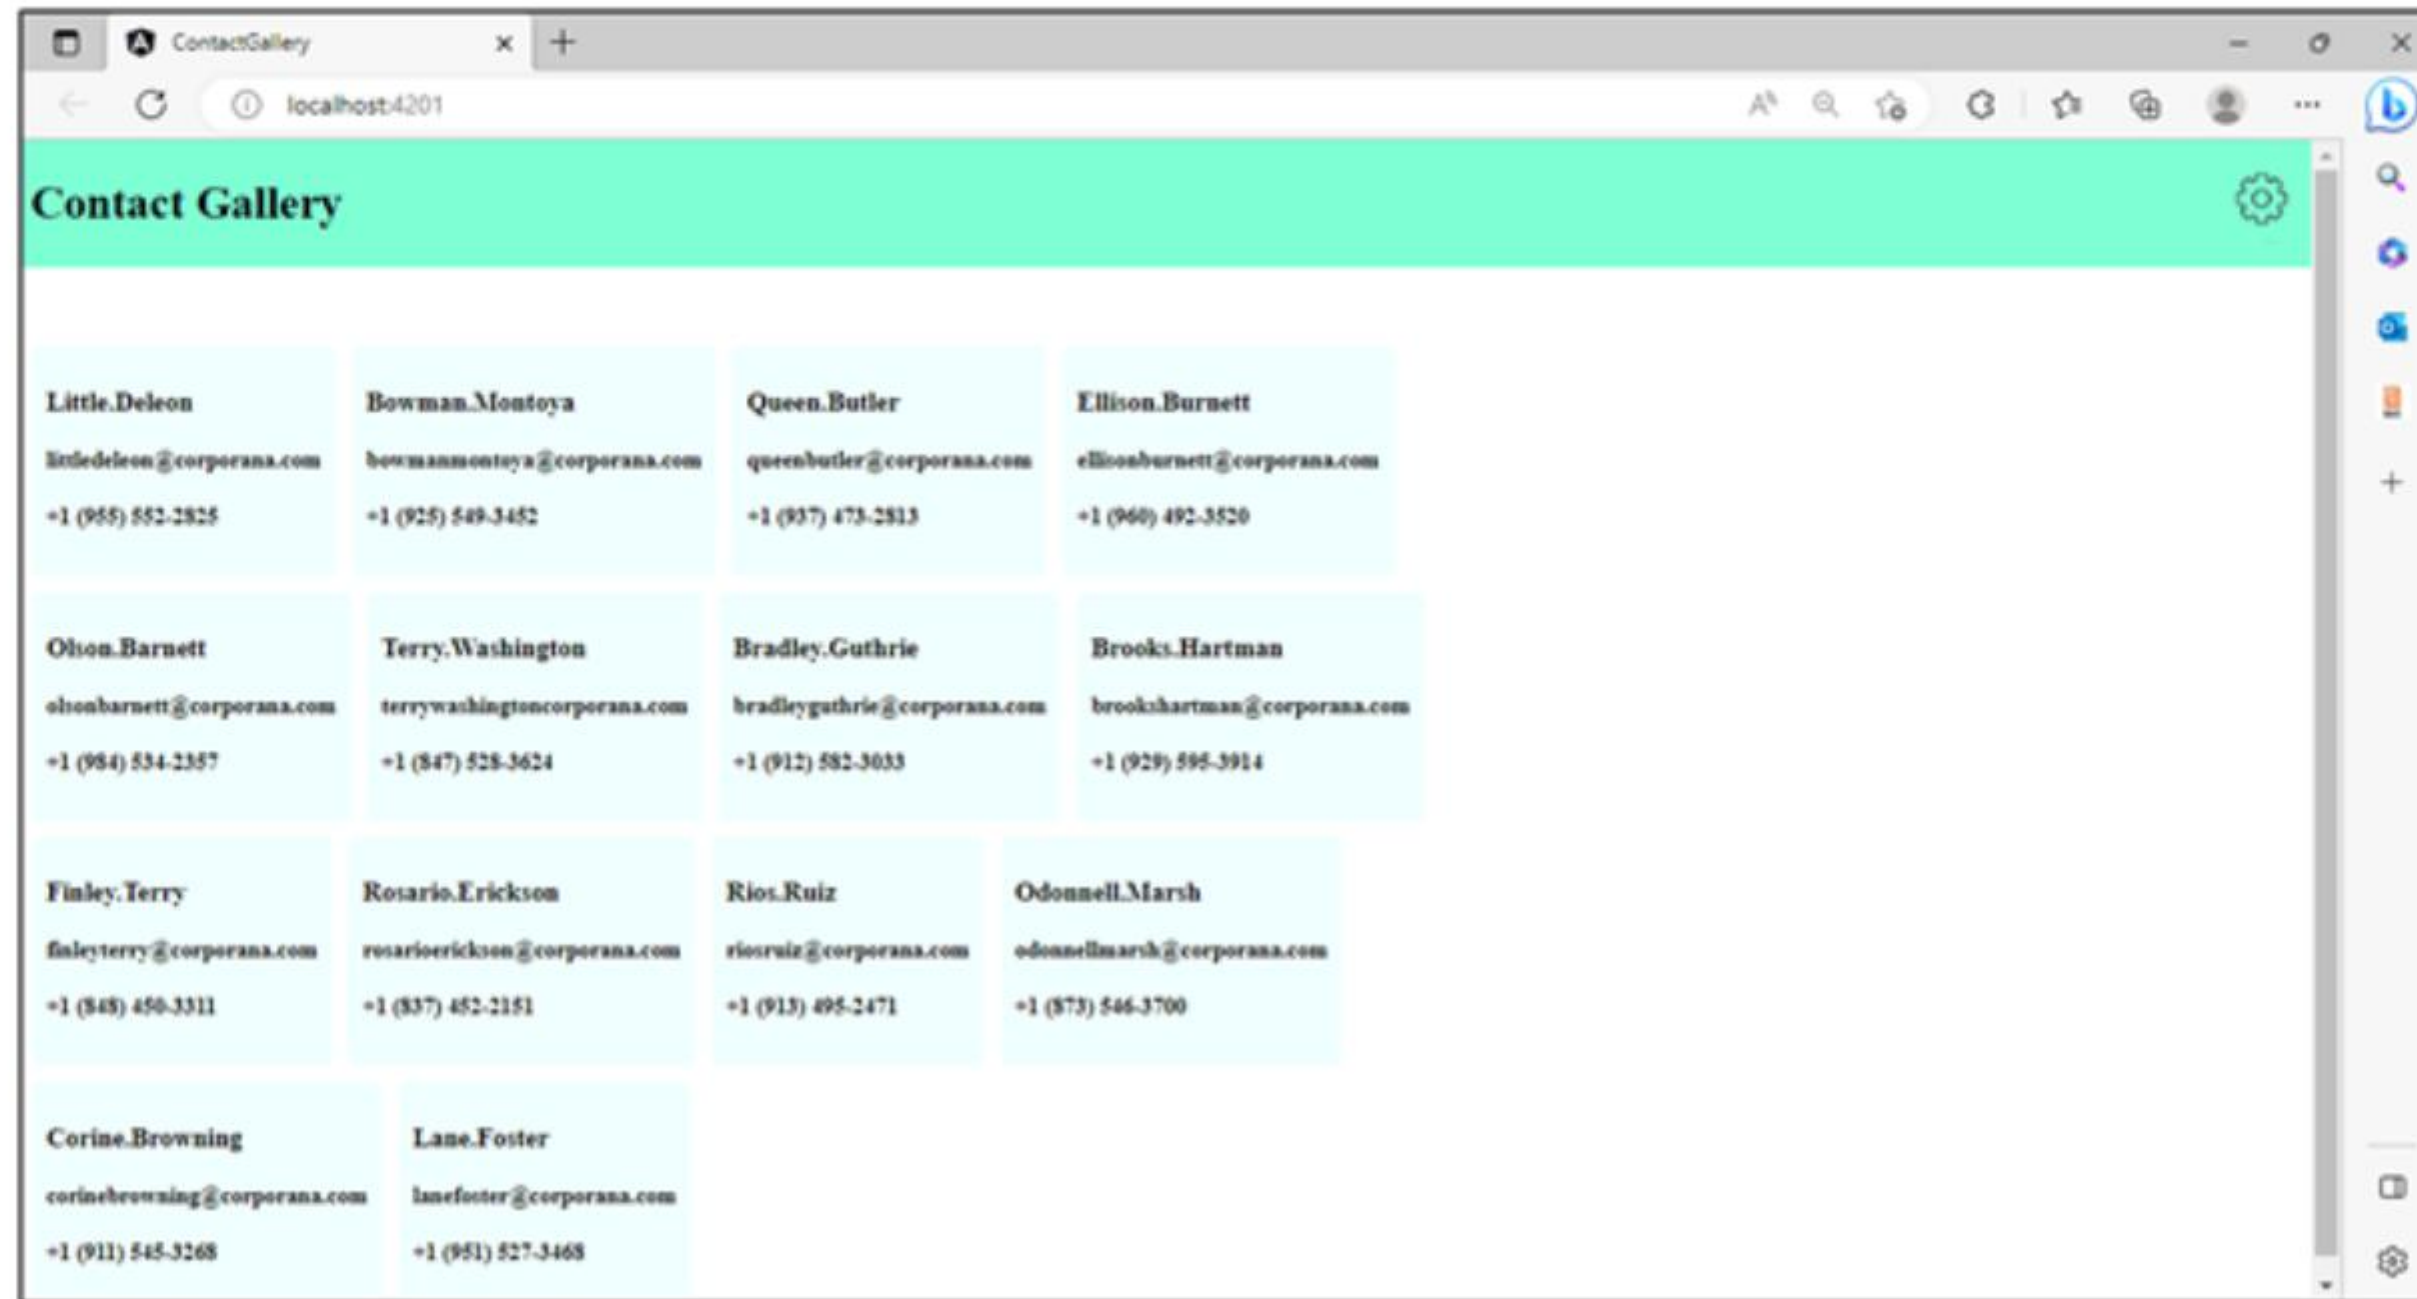 ContactGallery
localhost:4201
Contact Gallery
Little.Deleon
littledeleon@corporana.com
+1 (955) 552-2825
Bowman.Montoya
bowmanmontoya@corporana.com
+1 (925) 549-3452
Queen.Butler
queenbutler@corporana.com
+1 (937) 473-2813
Ellison.Burnett
ellisonburnett@corporana.com
+1 (960) 492-3520
Olson.Barnett
olsonbarnett@corporana.com
+1 (984) 534-2357
Terry.Washington
terrywashingtoncorporana.com
+1 (847) 528-3624
Bradley.Guthrie
bradleyguthrie@corporana.com
+1 (912) 582-3033
Brooks.Hartman
brookshartman@corporana.com
+1 (929) 595-3914
Finley.Terry
finleyterry@corporana.com
+1 (848) 450-3311
Rosario.Erickson
rosarioerickson@corporana.com
+1 (837) 452-2151
Rios.Ruiz
riosruiz@corporana.com
+1 (913) 495-2471
Odonnell.Marsh
odonnellmarsh@corporana.com
+1 (873) 546-3700
Corine.Browning
corinebrowning@corporana.com
+1 (911) 545-3268
Lane.Foster
lanefoster@corporana.com
+1 (951) 527-3468